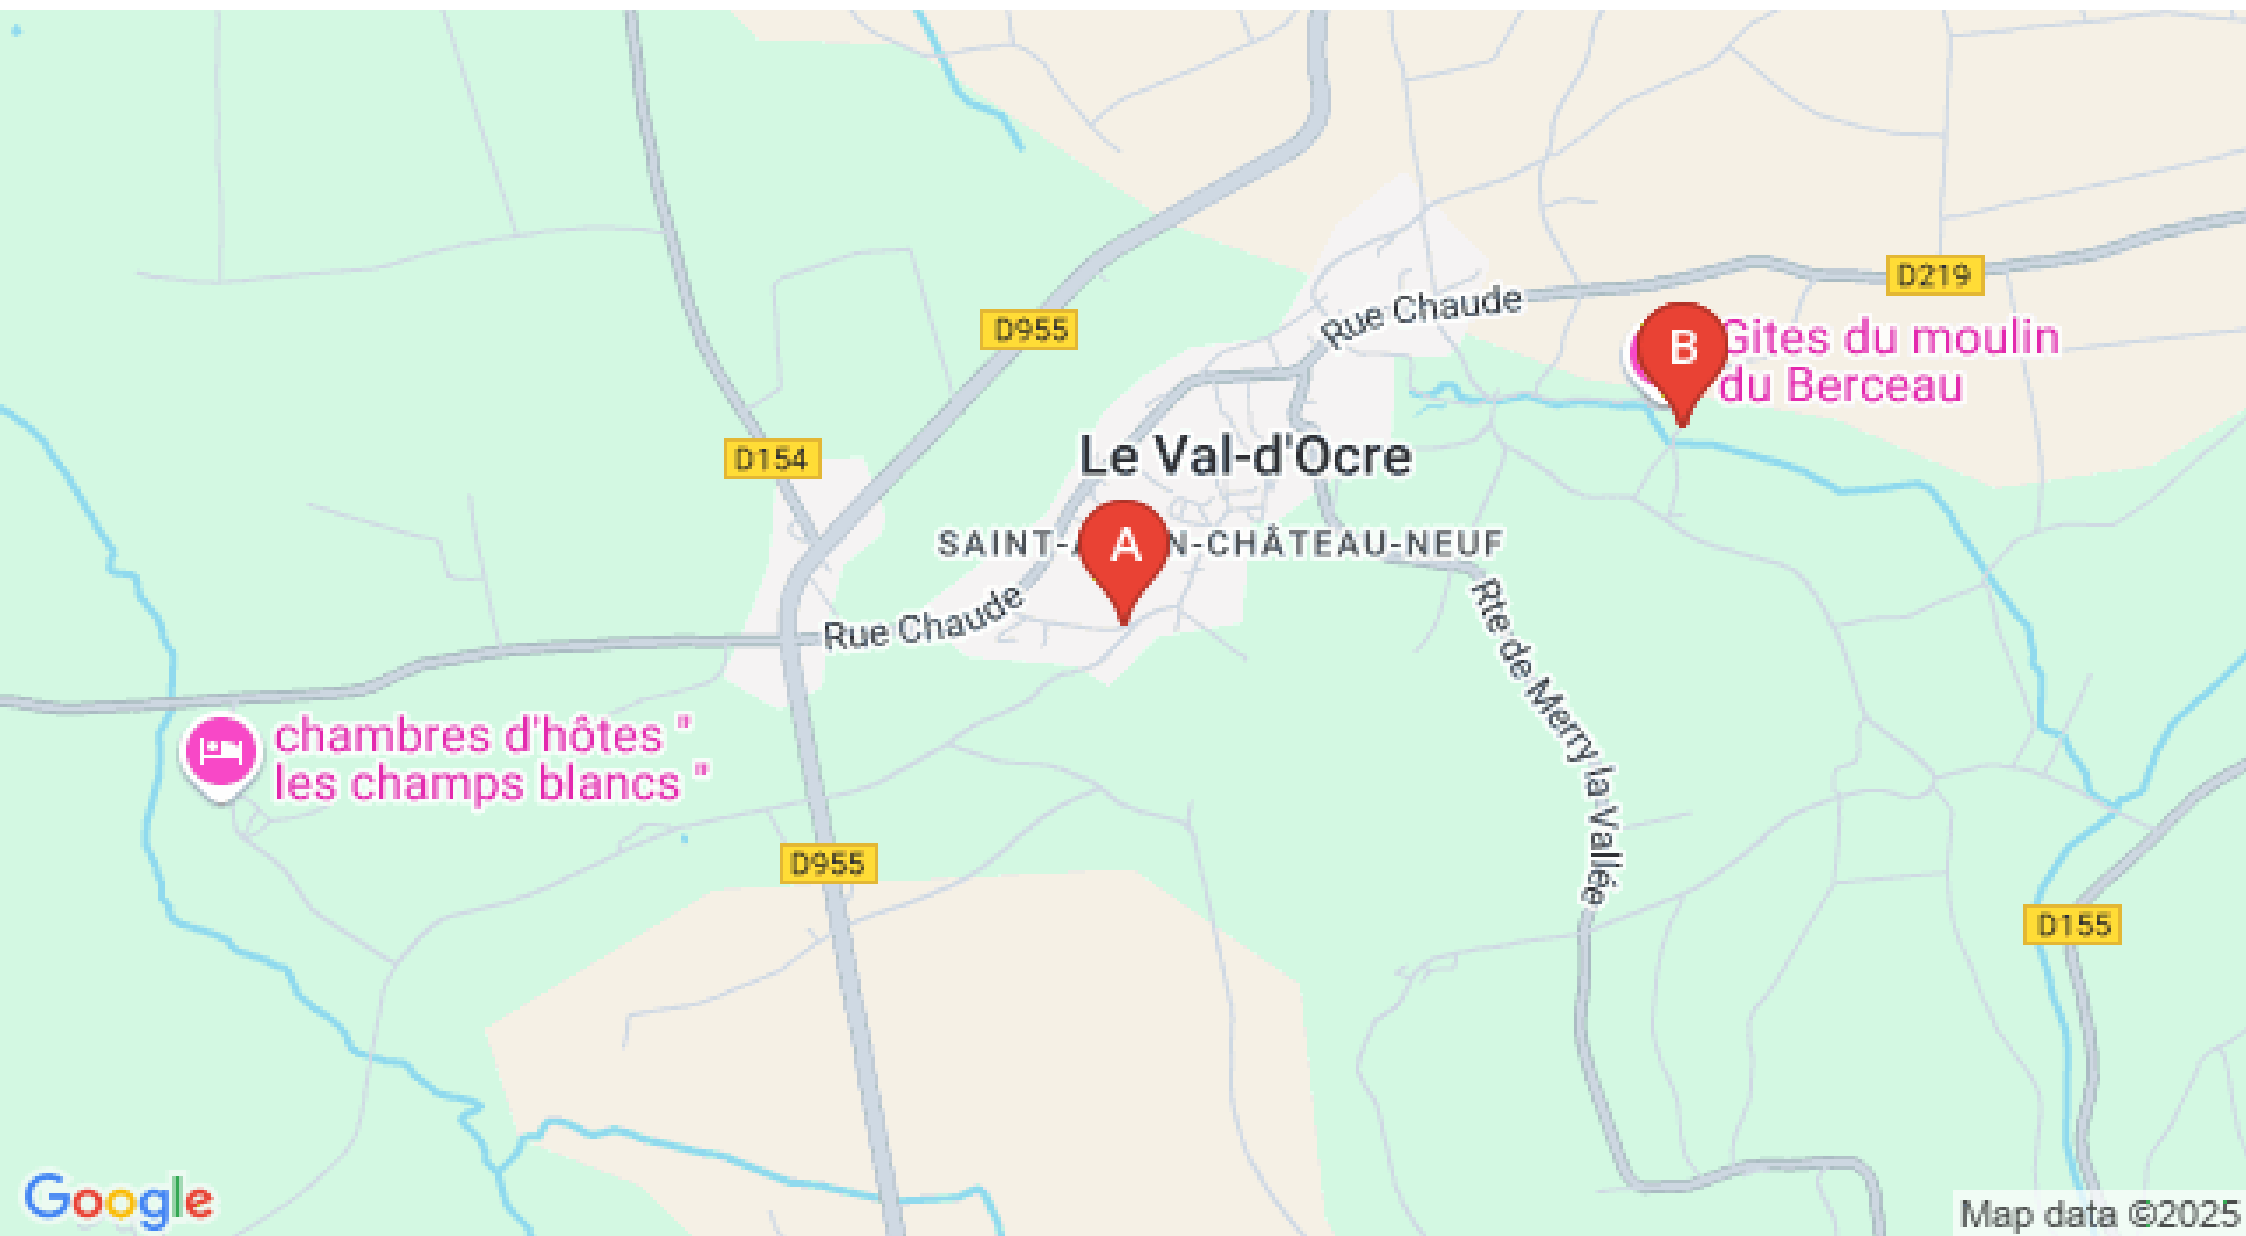 D955
Rue Chaude
D219
B
Gites du moulin
du Berceau
D154
Le Val-d'Ocre
A
N-CHÂTEAU-NEUF
SAINT-
Rue Chaude
Rte de Merry la Vallée
chambres d'hôtes "
les champs blancs "
D955
D155
Google
Map data ©2025